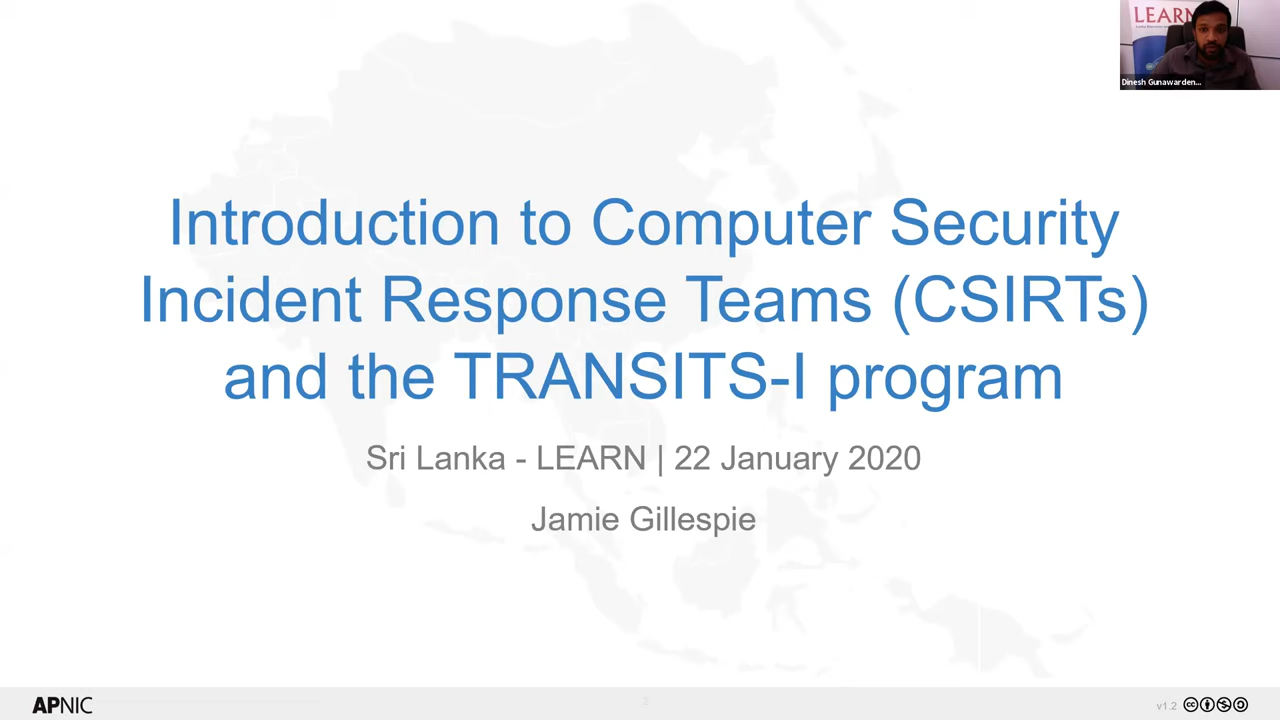 LEARN
Dinesh Gunawarden...
Introduction to Computer Security
Incident Response Teams (CSIRTs)
and the TRANSITS-I program
Sri Lanka - LEARN | 22 January 2020
Jamie Gillespie
APNIC
2
v1.2